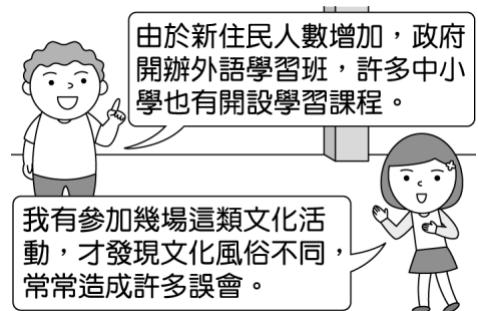 由於新住民人數增加，政府
開辦外語學習班，許多中小
學也有開設學習課程。
我有參加幾場這類文化活
動，才發現文化風俗不同，
常常造成許多誤會。